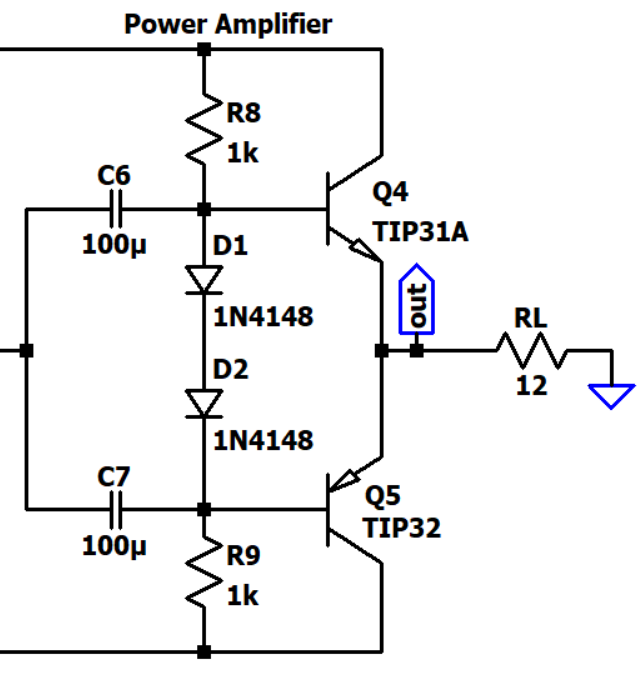 Power Amplifier
R8
1k
C6
100µ
Q4
TIP31A
D1
1N4148
out
RL
12
D2
1N4148
C7
100µ
Q5
TIP32
R9
1k